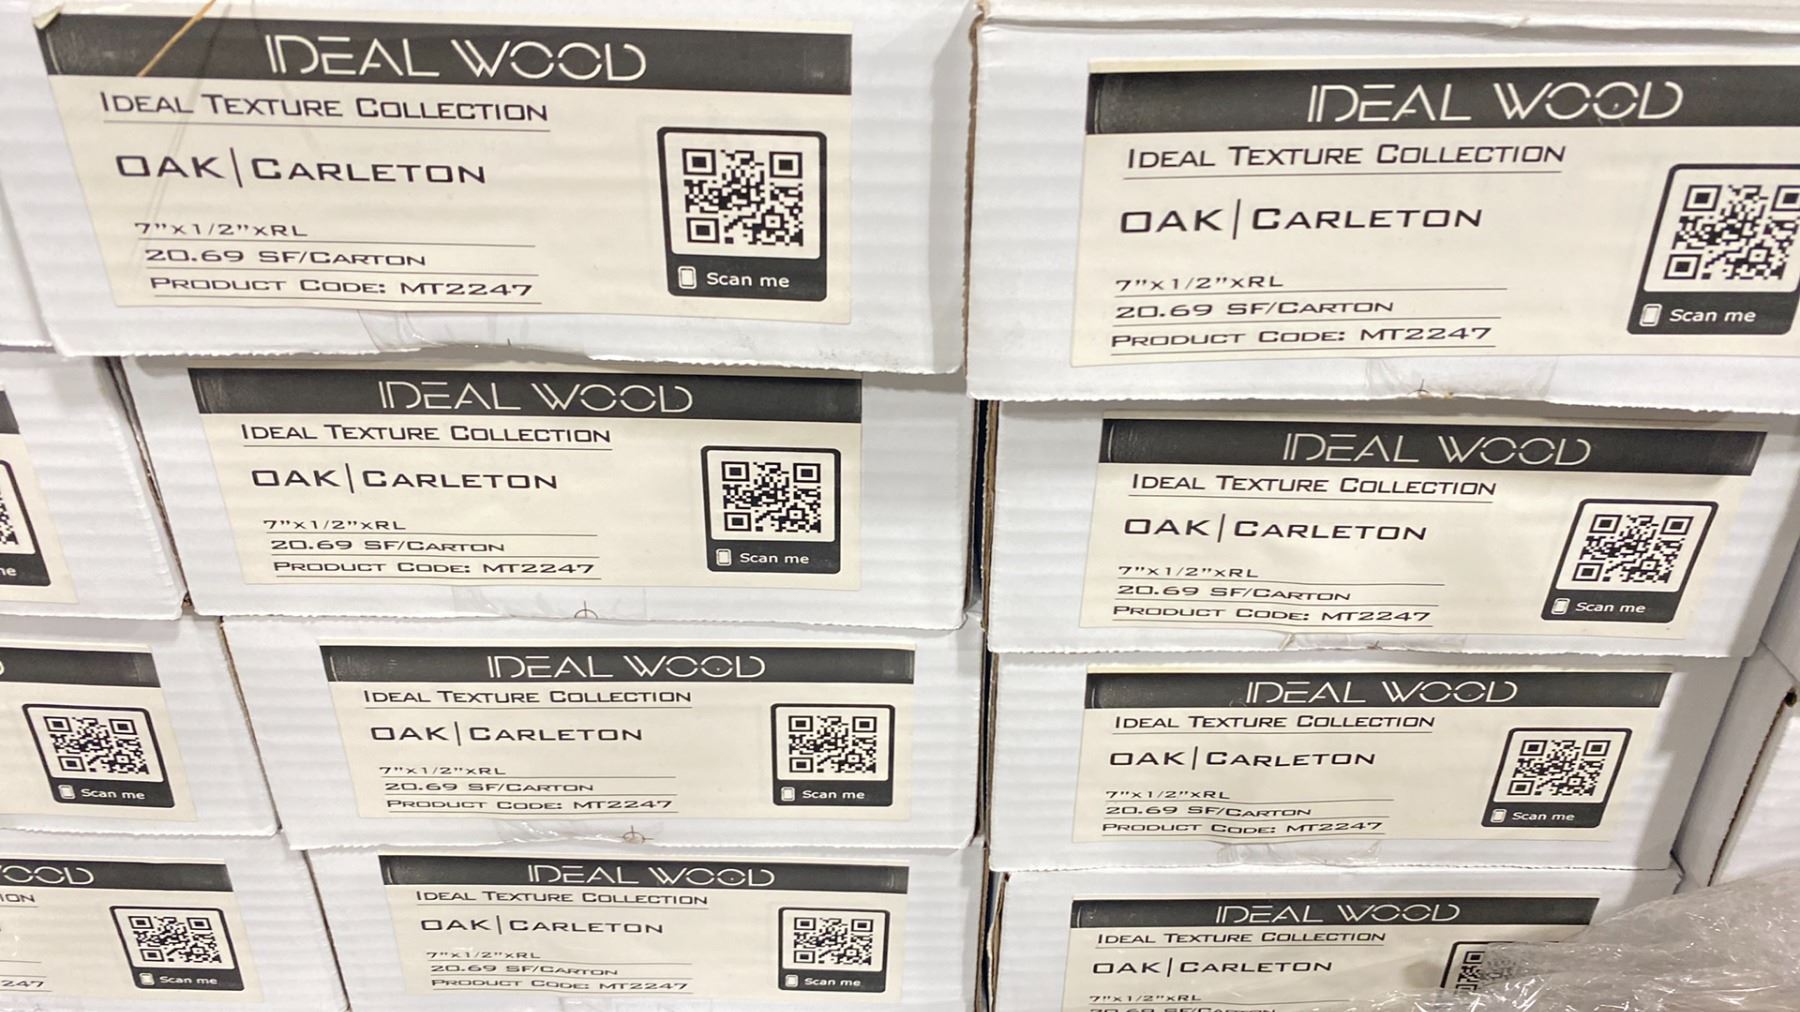 IDEAL WOOD
IDEAL TEXTURE COLLECTION
OAK|CARLETON
7"x1/2"xRL
20.69 SF/CARTON
PRODUCT CODE: MT2247
Scan me
IDEAL WOOD
IDEAL TEXTURE COLLECTION
OAK|CARLETON
7"x1/2"xRL
20.69 SF/CARTON
PRODUCT CODE: MT2247
Scan me
IDEAL WOOD
IDEAL TEXTURE COLLECTION
OAK|CARLETON
7"x1/2"xRL
20.69 SF/CARTON
PRODUCT CODE: MT2247
Scan me
IDEAL WOOD
IDEAL TEXTURE COLLECTION
OAK|CARLETON
7"x1/2"xRL
20.69 SF/CARTON
PRODUCT CODE: MT2247
Scan me
Scan me
IDEAL WOOD
IDEAL TEXTURE COLLECTION
OAK|CARLETON
7"x1/2"xRL
20.69 SF/CARTON
PRODUCT CODE: MT2247
Scan me
IDEAL WOOD
IDEAL TEXTURE COLLECTION
OAK|CARLETON
7"x1/2"xRL
20.69 SF/CARTON
PRODUCT CODE: MT2247
Scan me
Scan me
IDEAL WOOD
IDEAL TEXTURE COLLECTION
OAK|CARLETON
7"x1/2"xRL
20.69 SF/CARTON
PRODUCT CODE: MT2247
Scan me
IDEAL WOOD
IDEAL TEXTURE COLLECTION
OAK|CARLETON
7"x1/2"xRL